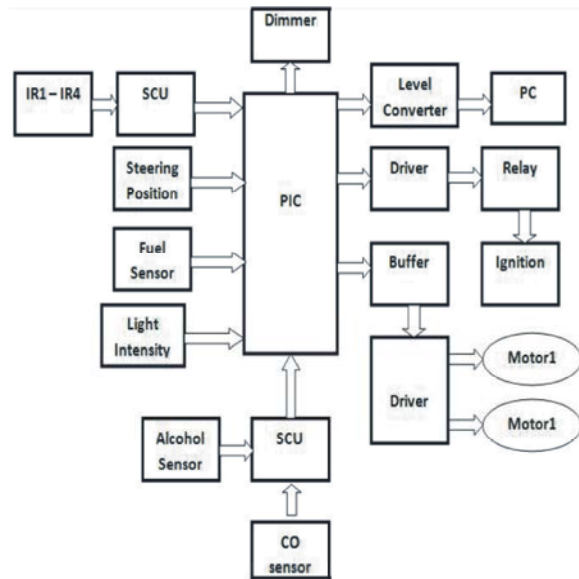 Dimmer
IR1 – IR4
SCU
Level
Converter
PC
Steering
Position
PIC
Driver
Relay
Fuel
Sensor
Buffer
Ignition
Light
Intensity
Driver
Motor1
Motor1
Alcohol
Sensor
SCU
CO
sensor